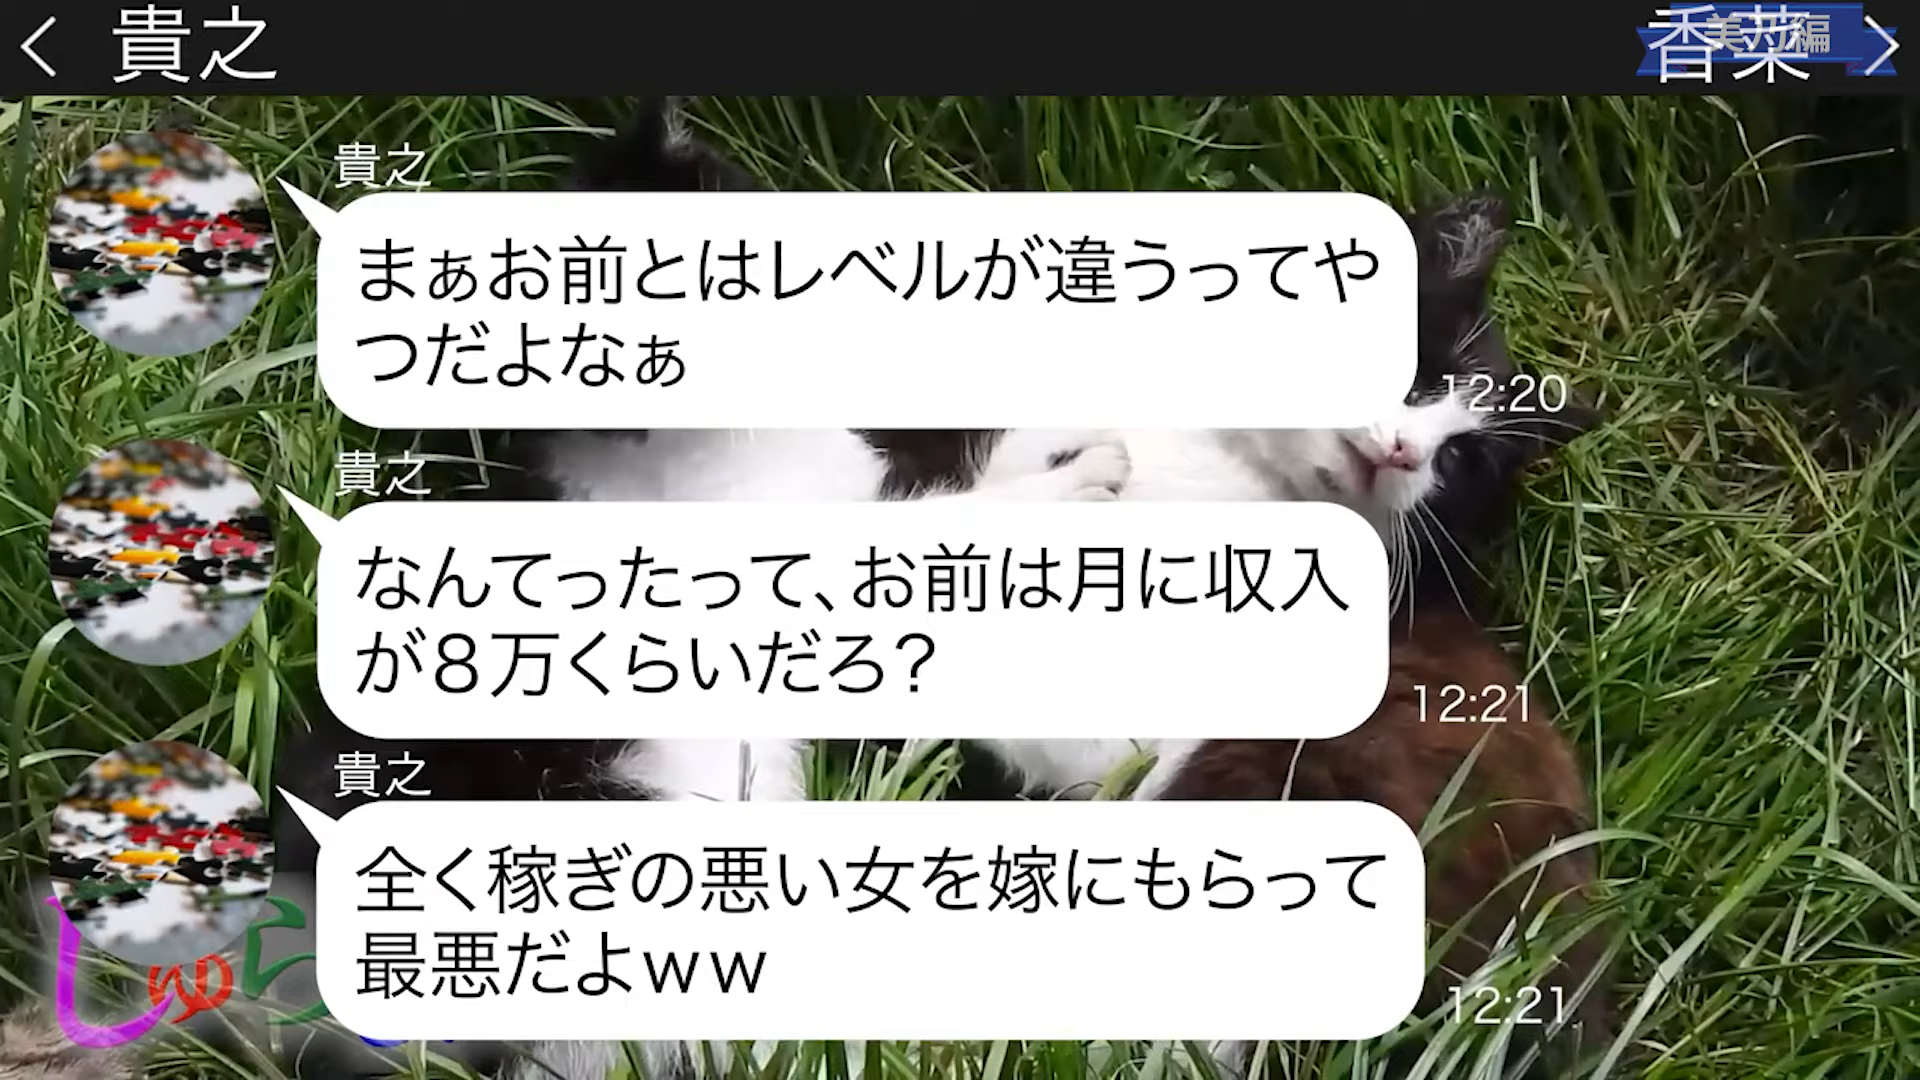 貴之
香菜
貴之
まぁお前とはレベルが違うってや
つだよなぁ
12:20
貴之
なんてったって、お前は月に収入
が８万くらいだろ？
12:21
貴之
全く稼ぎの悪い女を嫁にもらって
最悪だよｗｗ
12:21
しゅら